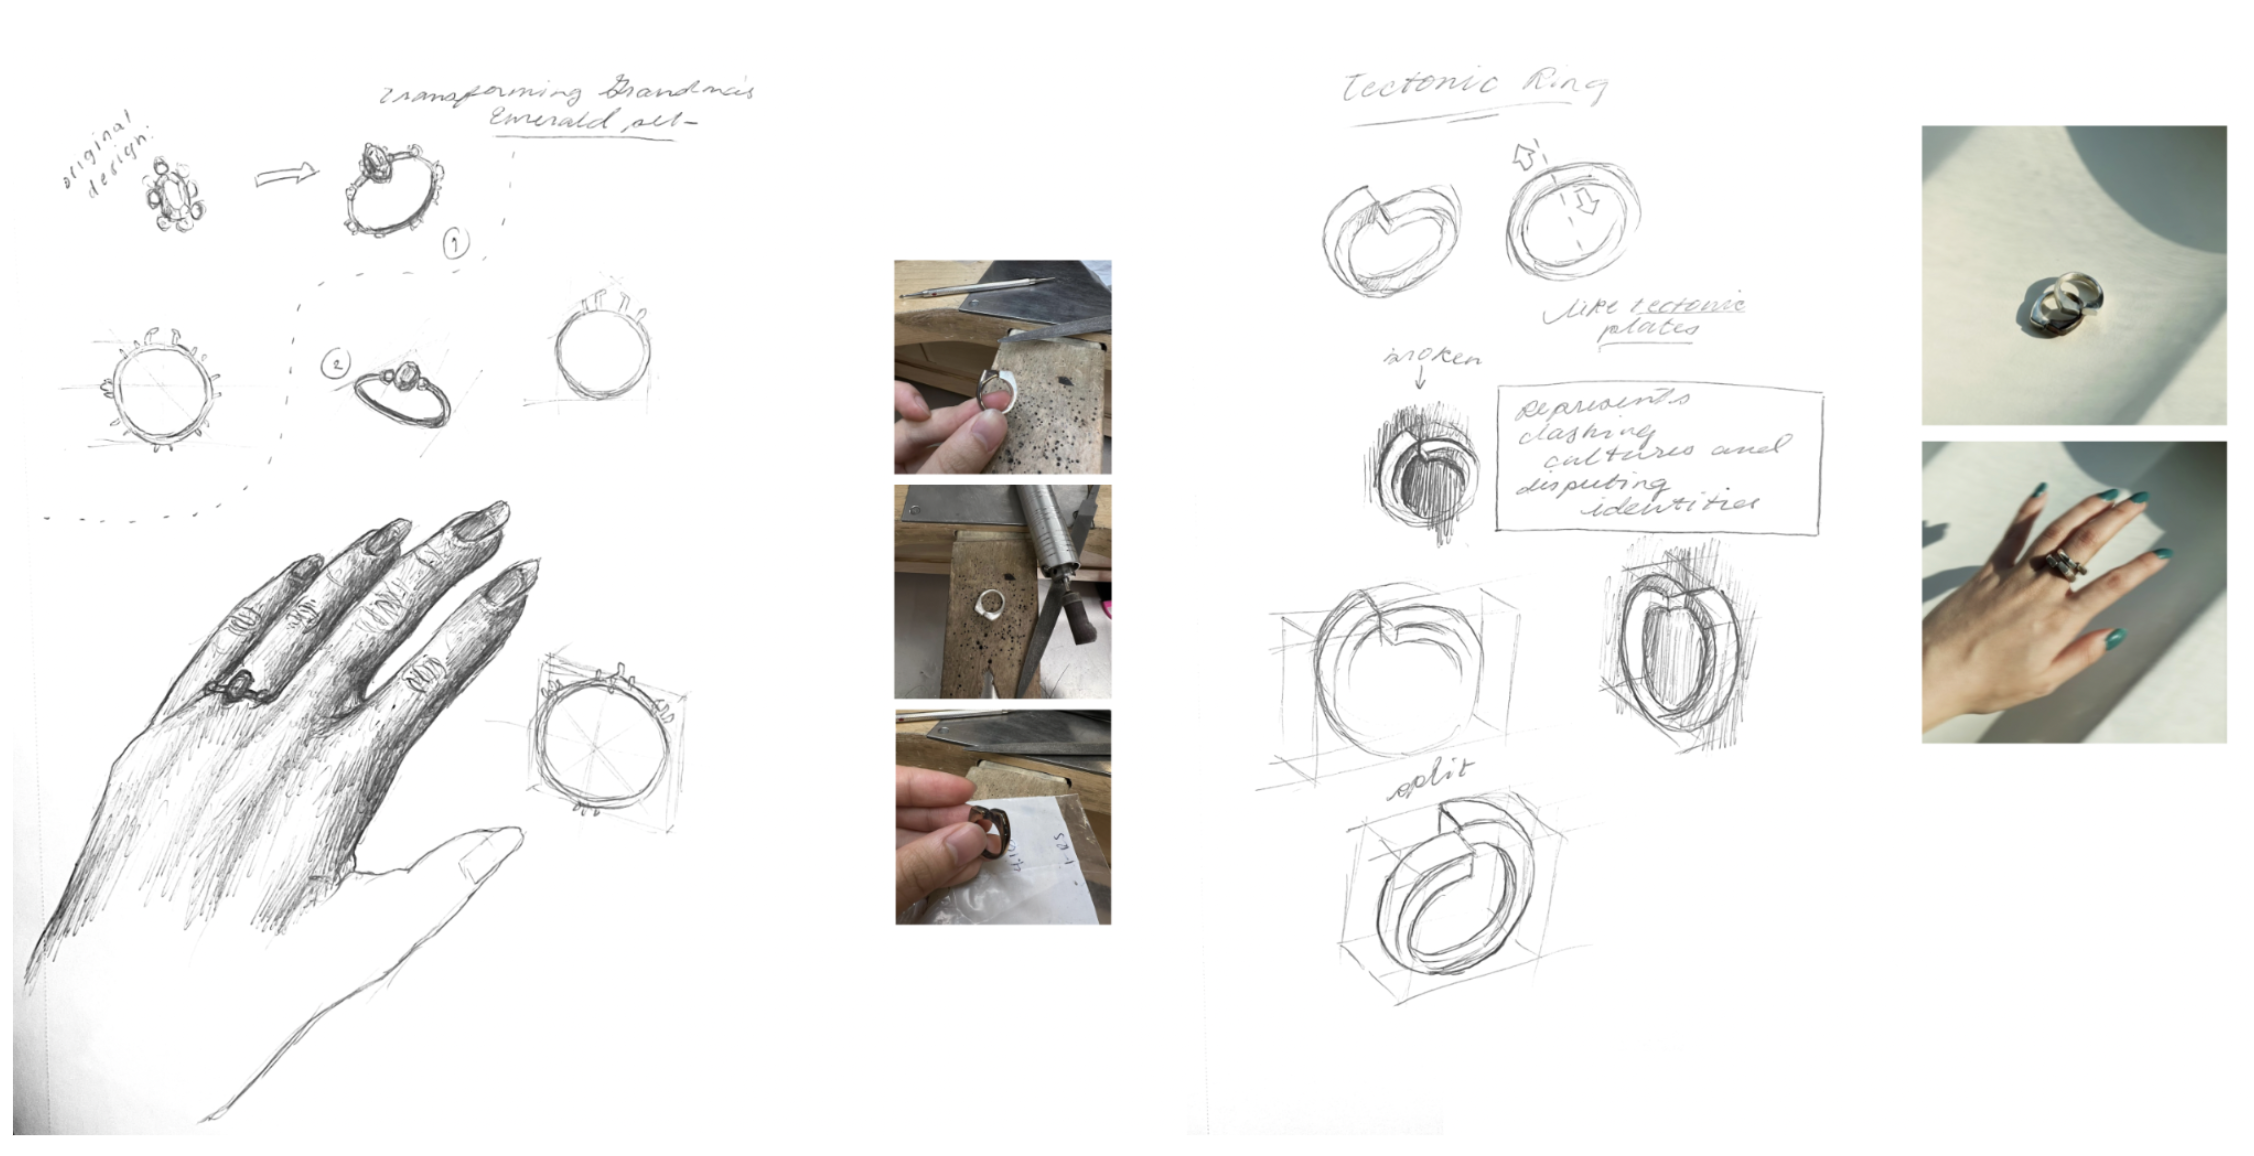 Transforming Grandma's
Emerald set
original
design:
1
2
Tectonic Ring
like tectonic
plates
broken
Represents
clashing
cultures and
disputing
identities
split